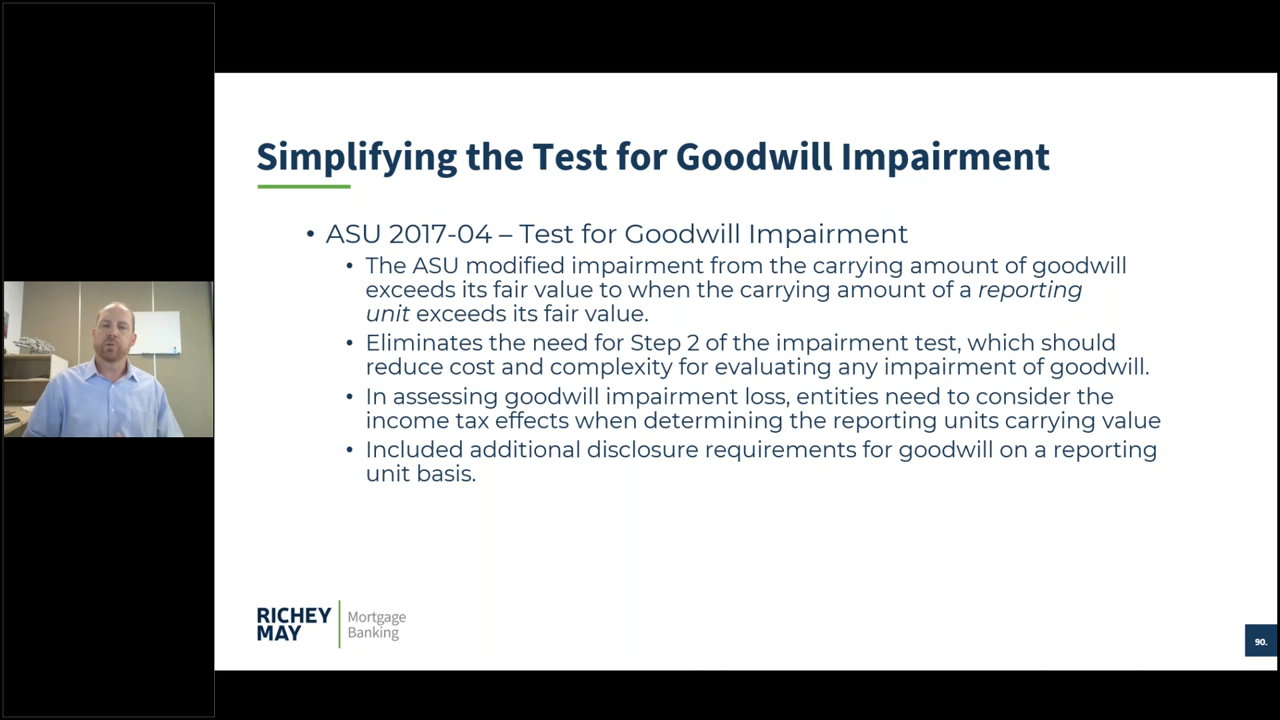 Simplifying the Test for Goodwill Impairment
• ASU 2017-04 – Test for Goodwill Impairment
• The ASU modified impairment from the carrying amount of goodwill
exceeds its fair value to when the carrying amount of a reporting
unit exceeds its fair value.
• Eliminates the need for Step 2 of the impairment test, which should
reduce cost and complexity for evaluating any impairment of goodwill.
• In assessing goodwill impairment loss, entities need to consider the
income tax effects when determining the reporting units carrying value
• Included additional disclosure requirements for goodwill on a reporting
unit basis.
RICHEY
MAY
Mortgage
Banking
90.